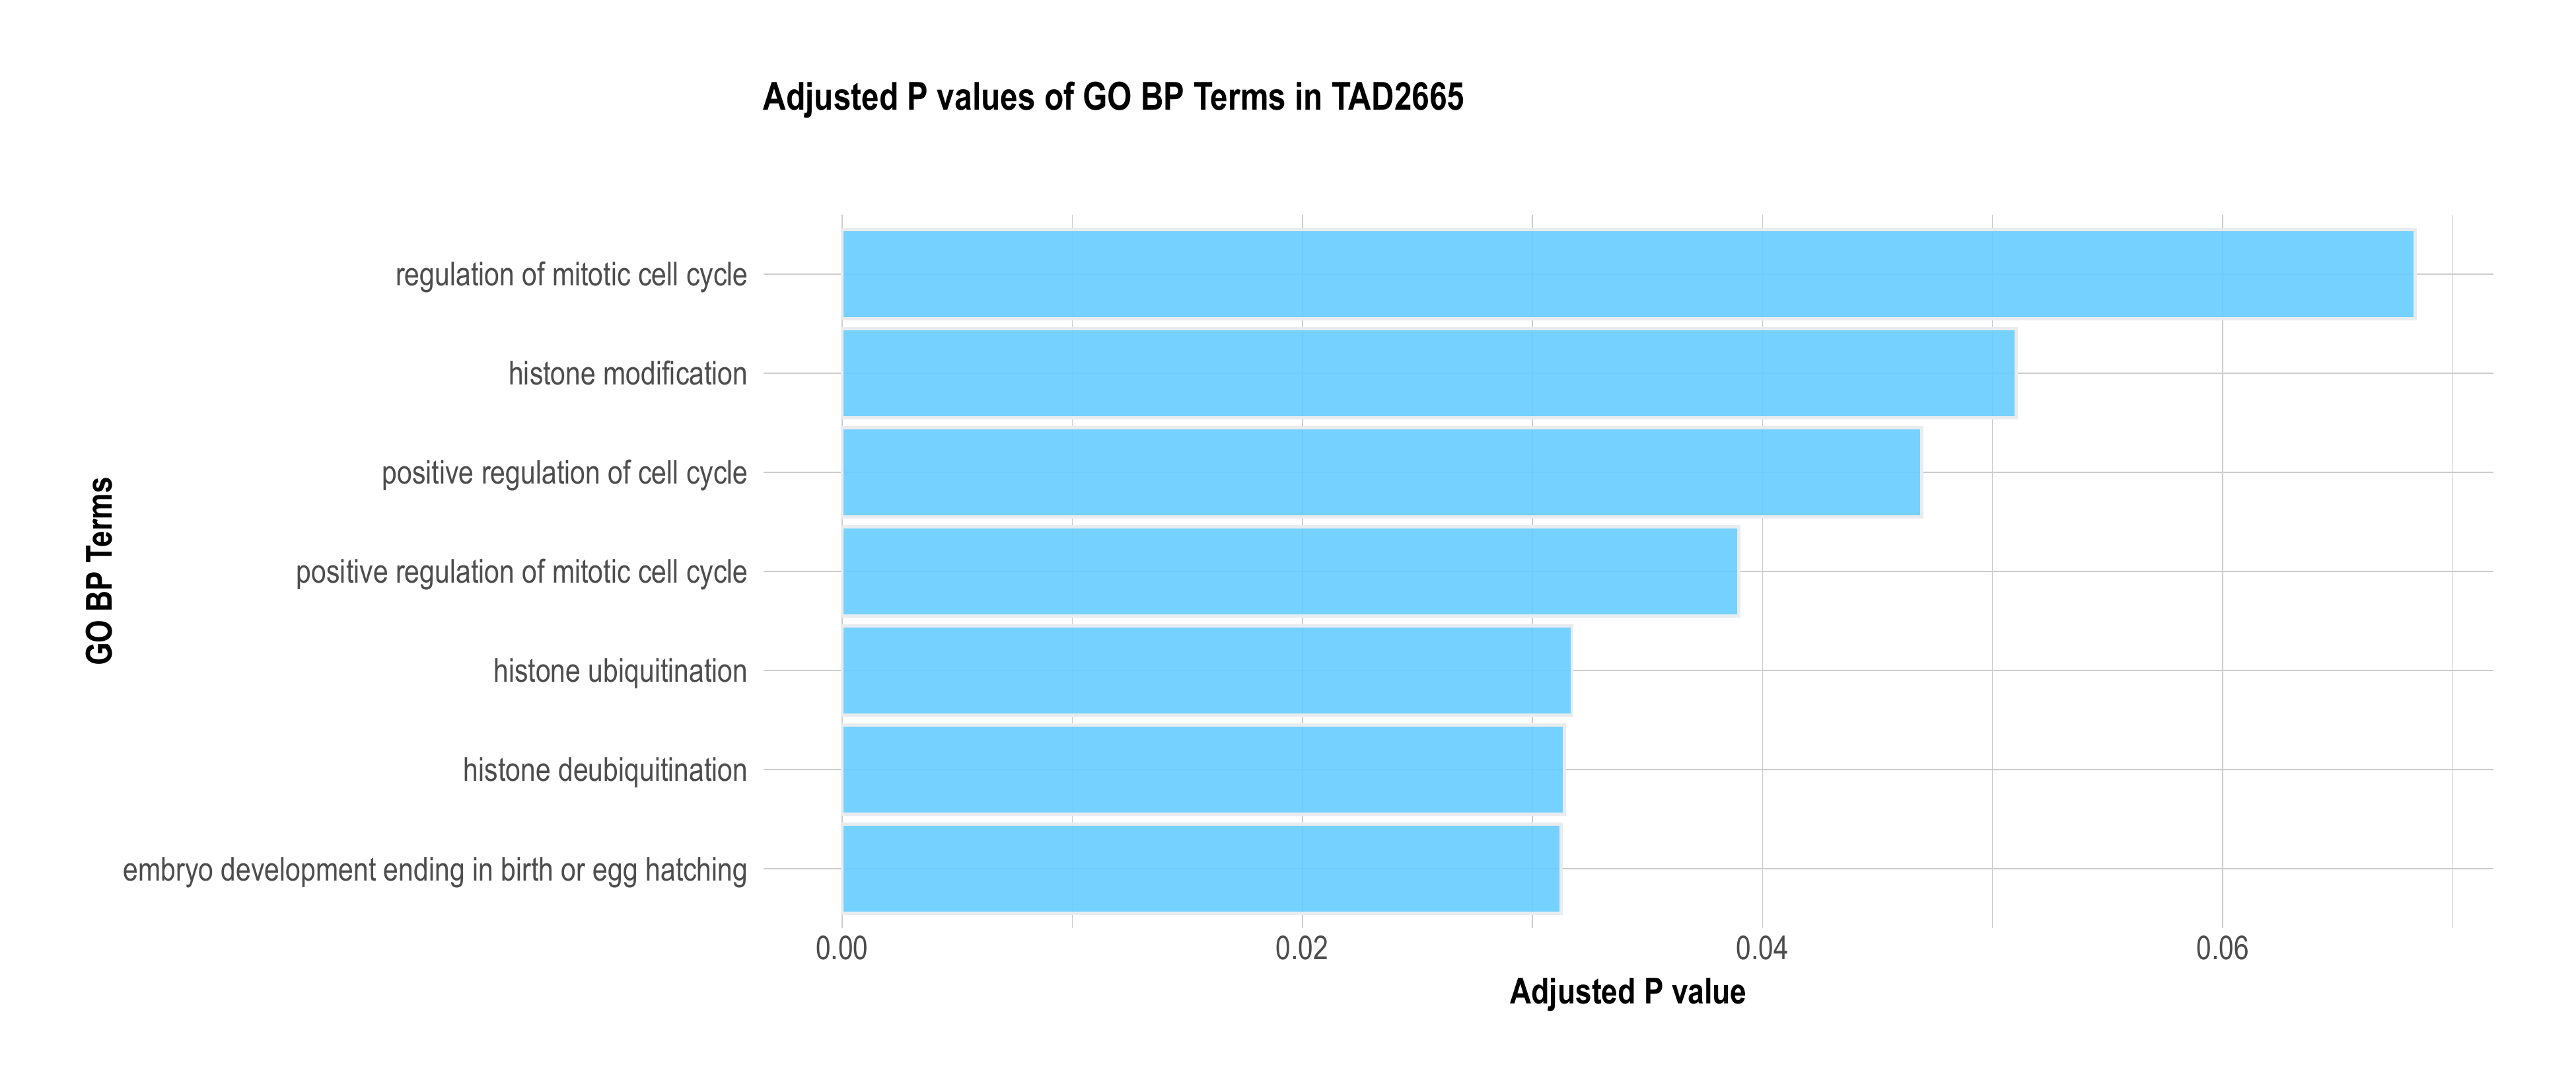 Adjusted P values of GO BP Terms in TAD2665
GO BP Terms
regulation of mitotic cell cycle
histone modification
positive regulation of cell cycle
positive regulation of mitotic cell cycle
histone ubiquitination
histone deubiquitination
embryo development ending in birth or egg hatching
0.00 0.02 0.04 0.06
Adjusted P value